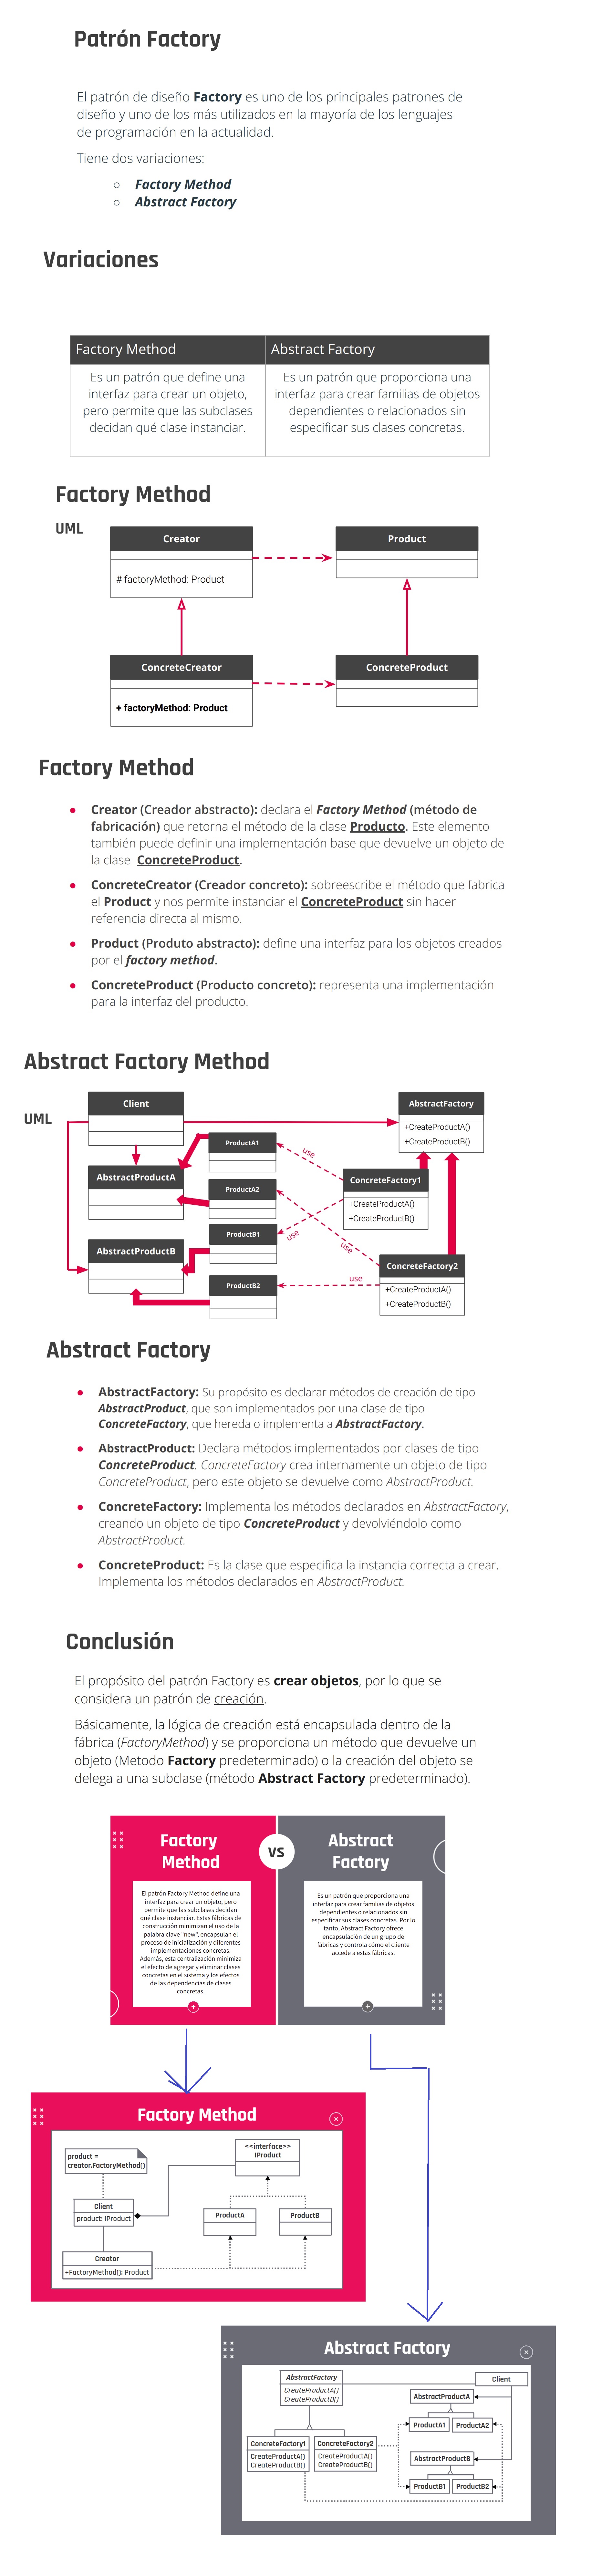 Patrón Factory
El patrón de diseño Factory es uno de los principales patrones de
diseño y uno de los más utilizados en la mayoría de los lenguajes
de programación en la actualidad.
Tiene dos variaciones:
○ Factory Method
○ Abstract Factory
Variaciones
Factory Method
Es un patrón que define una
interfaz para crear un objeto,
pero permite que las subclases
decidan qué clase instanciar.
Abstract Factory
Es un patrón que proporciona una
interfaz para crear familias de objetos
dependientes o relacionados sin
especificar sus clases concretas.
Factory Method
UML
Creator
# factoryMethod: Product
Product
ConcreteCreator
+ factoryMethod: Product
ConcreteProduct
Factory Method
● Creator (Creador abstracto): declara el Factory Method (método de
fabricación) que retorna el método de la clase Producto. Este elemento
también puede definir una implementación base que devuelve un objeto de
la clase ConcreteProduct.
● ConcreteCreator (Creador concreto): sobreescribe el método que fabrica
el Product y nos permite instanciar el ConcreteProduct sin hacer
referencia directa al mismo.
● Product (Produto abstracto): define una interfaz para los objetos creados
por el factory method.
● ConcreteProduct (Producto concreto): representa una implementación
para la interfaz del producto.
Abstract Factory Method
UML
Client
AbstractFactory
+CreateProductA()
+CreateProductB()
ProductA1
AbstractProductA
ProductA2
ConcreteFactory1
+CreateProductA()
+CreateProductB()
ProductB1
AbstractProductB
ProductB2
ConcreteFactory2
+CreateProductA()
+CreateProductB()
use
use
use
use
Abstract Factory
● AbstractFactory: Su propósito es declarar métodos de creación de tipo
AbstractProduct, que son implementados por una clase de tipo
ConcreteFactory, que hereda o implementa a AbstractFactory.
● AbstractProduct: Declara métodos implementados por clases de tipo
ConcreteProduct. ConcreteFactory crea internamente un objeto de tipo
ConcreteProduct, pero este objeto se devuelve como AbstractProduct.
● ConcreteFactory: Implementa los métodos declarados en AbstractFactory,
creando un objeto de tipo ConcreteProduct y devolviéndolo como
AbstractProduct.
● ConcreteProduct: Es la clase que especifica la instancia correcta a crear.
Implementa los métodos declarados en AbstractProduct.
Conclusión
El propósito del patrón Factory es crear objetos, por lo que se
considera un patrón de creación.
Básicamente, la lógica de creación está encapsulada dentro de la
fábrica (FactoryMethod) y se proporciona un método que devuelve un
objeto (Metodo Factory predeterminado) o la creación del objeto se
delega a una subclase (método Abstract Factory predeterminado).
Factory
Method
VS
Abstract
Factory
El patrón Factory Method define una
interfaz para crear un objeto, pero
permite que las subclases decidan
qué clase instanciar. Estas fábricas de
construcción minimizan el uso de la
palabra clave "new", encapsulan el
proceso de inicialización y diferentes
implementaciones concretas.
Además, esta centralización minimiza
el efecto de agregar y eliminar clases
concretas en el sistema y los efectos
de las dependencias de clases
concretas.
Es un patrón que proporciona una
interfaz para crear familias de objetos
dependientes o relacionados sin
especificar sus clases concretas. Por lo
tanto, Abstract Factory ofrece
encapsulación de un grupo de
fábricas y controla cómo el cliente
accede a estas fábricas.
Factory Method
product =
creator.FactoryMethod()
<<interface>>
IProduct
Client
product: IProduct
ProductA
ProductB
Creator
+FactoryMethod(): Product
Abstract Factory
AbstractFactory
CreateProductA()
CreateProductB()
Client
AbstractProductA
ProductA1
ProductA2
ConcreteFactory1
CreateProductA()
CreateProductB()
ConcreteFactory2
CreateProductA()
CreateProductB()
AbstractProductB
ProductB1
ProductB2